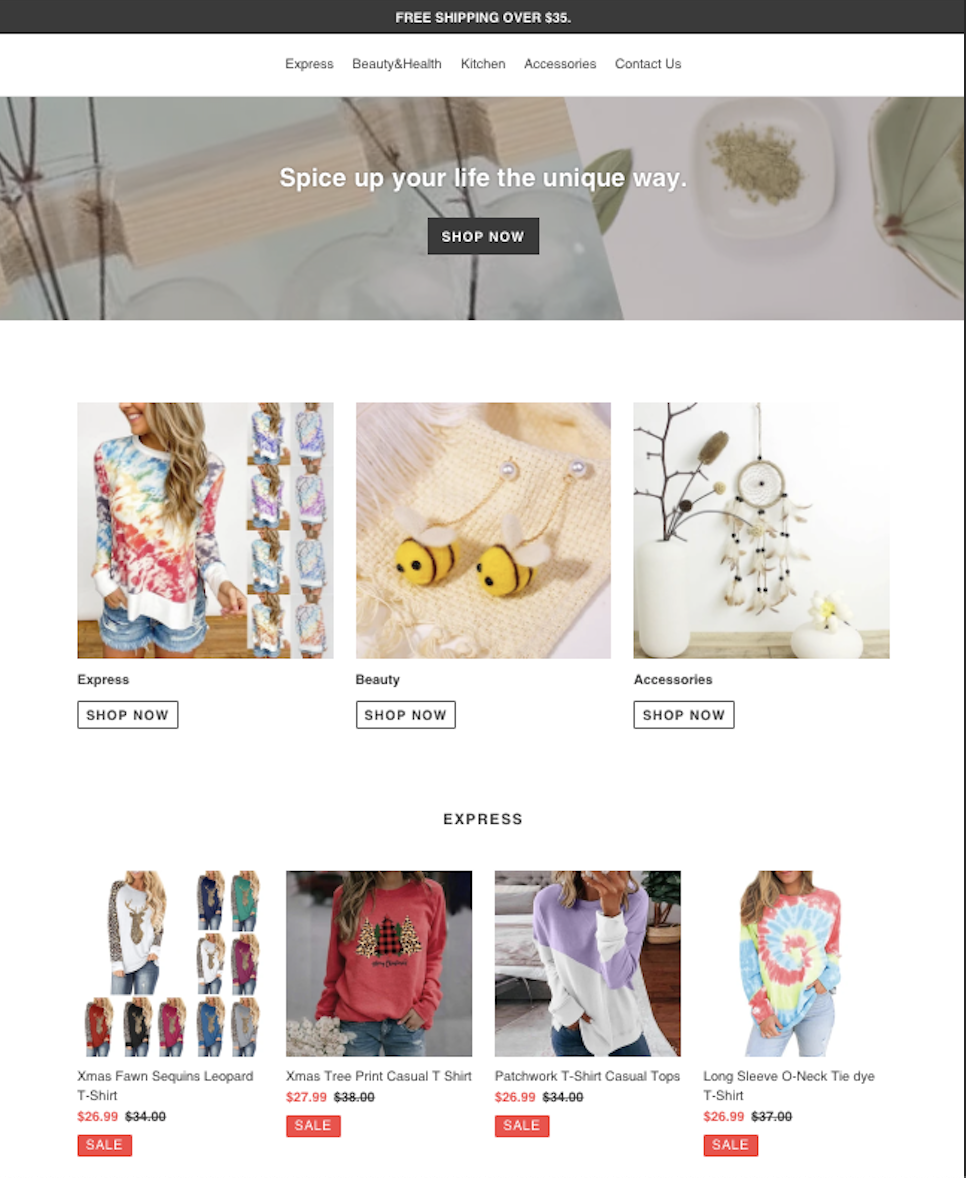 FREE SHIPPING OVER $35.
Express Beauty&Health Kitchen Accessories Contact Us
Spice up your life the unique way.
SHOP NOW
Express Beauty Accessories
SHOP NOW SHOP NOW SHOP NOW
EXPRESS
Xmas Fawn Sequins Leopard
T-Shirt
$26.99 $34.00
SALE
Merry Christmas
Xmas Tree Print Casual T Shirt
$27.99 $38.00
SALE
Patchwork T-Shirt Casual Tops
$26.99 $34.00
SALE
Long Sleeve O-Neck Tie dye
T-Shirt
$26.99 $37.00
SALE